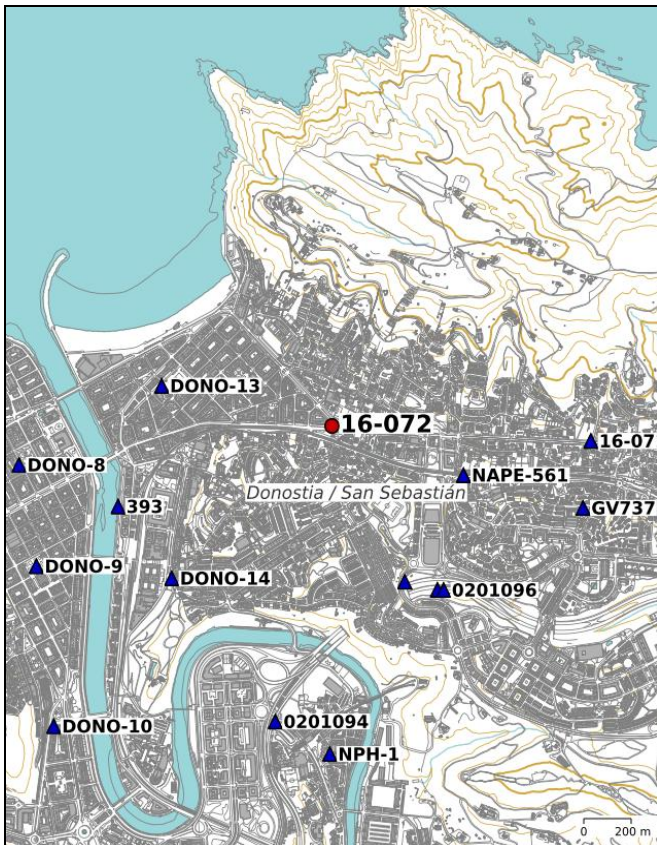 DONO-13
16-072
16-07
DONO-8
NAPE-561
Donostia / San Sebastián
393
GV737
DONO-9
DONO-14
0201096
0201094
DONO-10
NPH-1
0 200 m